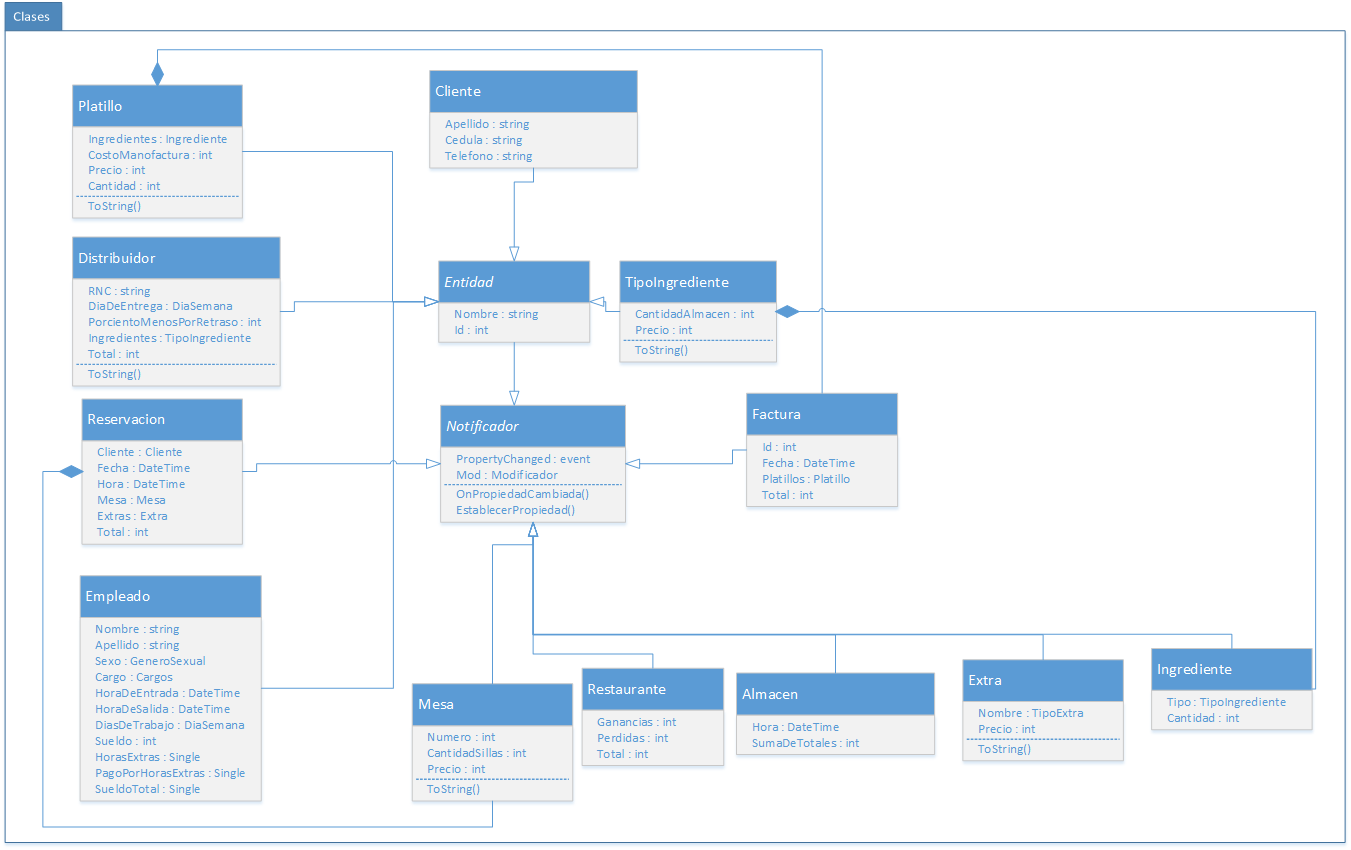 Clases
Platillo
Ingredientes : Ingrediente
CostoManofactura : int
Precio : int
Cantidad : int
ToString()
Cliente
Apellido : string
Cedula : string
Telefono : string
Distribuidor
RNC : string
DiaDeEntrega : DiaSemana
PorcientoMenosPorRetraso : int
Ingredientes : TipoIngrediente
Total : int
ToString()
Entidad
Nombre : string
Id : int
TipoIngrediente
CantidadAlmacen : int
Precio : int
ToString()
Reservacion
Cliente : Cliente
Fecha : DateTime
Hora : DateTime
Mesa : Mesa
Extras : Extra
Total : int
Notificador
PropertyChanged : event
Mod : Modificador
OnPropiedadCambiada()
EstablecerPropiedad()
Factura
Id : int
Fecha : DateTime
Platillos : Platillo
Total : int
Empleado
Nombre : string
Apellido : string
Sexo : GeneroSexual
Cargo : Cargos
HoraDeEntrada : DateTime
HoraDeSalida : DateTime
DiasDeTrabajo : DiaSemana
Sueldo : int
HorasExtras : Single
PagoPorHorasExtras : Single
SueldoTotal : Single
Mesa
Numero : int
CantidadSillas : int
Precio : int
ToString()
Restaurante
Ganancias : int
Perdidas : int
Total : int
Almacen
Hora : DateTime
SumaDeTotales : int
Extra
Nombre : TipoExtra
Precio : int
ToString()
Ingrediente
Tipo : TipoIngrediente
Cantidad : int